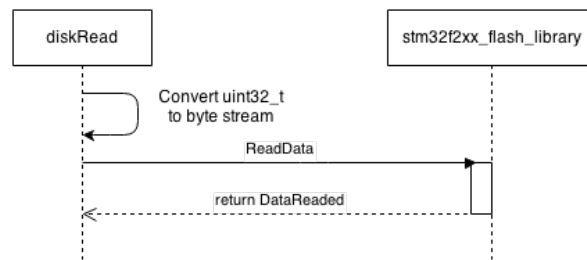 diskRead
stm32f2xx_flash_library
Convert uint32_t
to byte stream
ReadData
return DataReaded